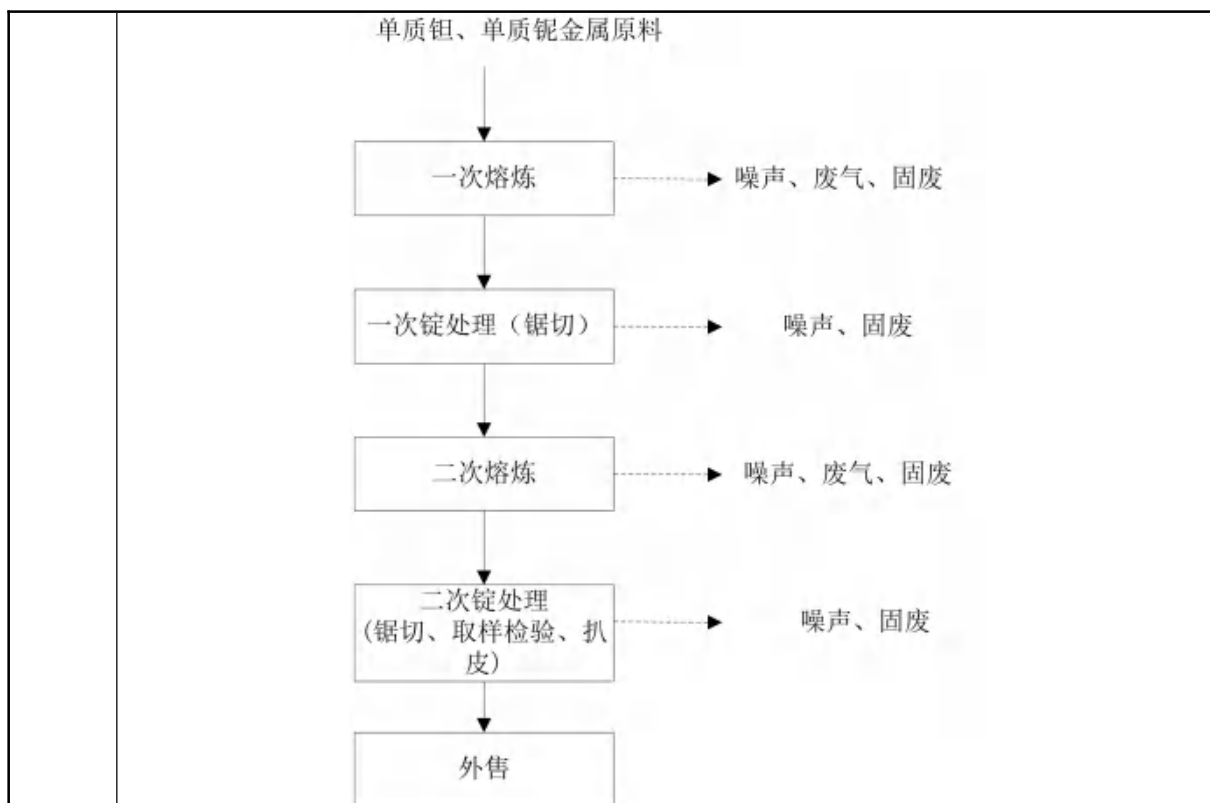 单质钽、单质铌金属原料
一次熔炼
噪声、废气、固废
一次锭处理（锯切）
噪声、固废
二次熔炼
噪声、废气、固废
二次锭处理
(锯切、取样检验、扒
皮)
噪声、固废
外售